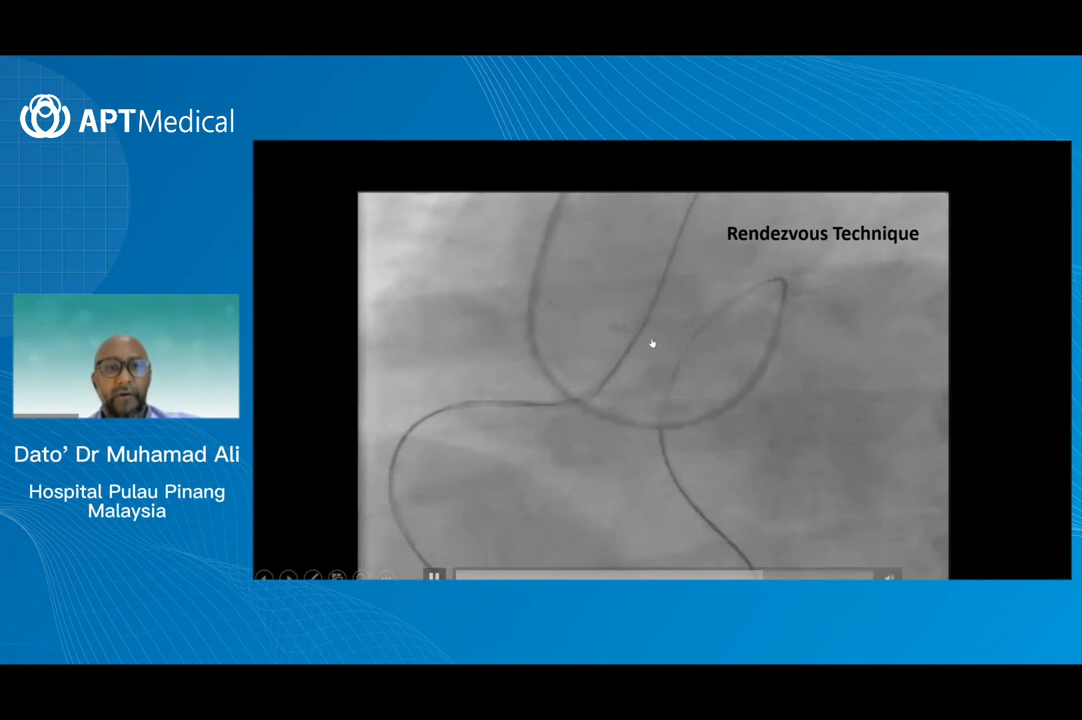 APTMedical
Rendezvous Technique
Dato’ Dr Muhamad Ali
Hospital Pulau Pinang
Malaysia